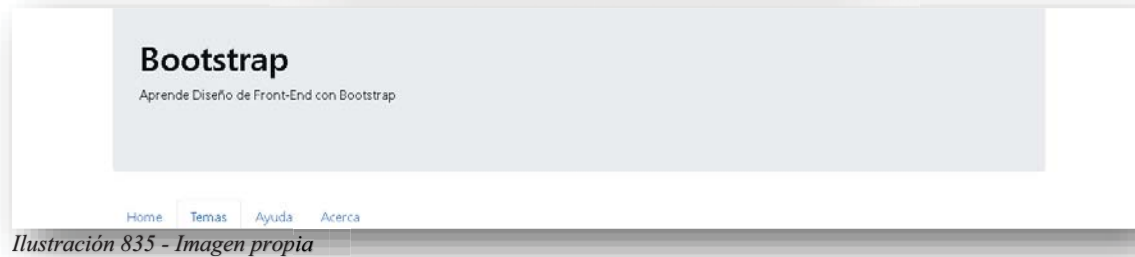 Bootstrap
Aprende Diseño de Front-End con Bootstrap
Home Temas Ayuda Acerca
Ilustración 835 - Imagen propia